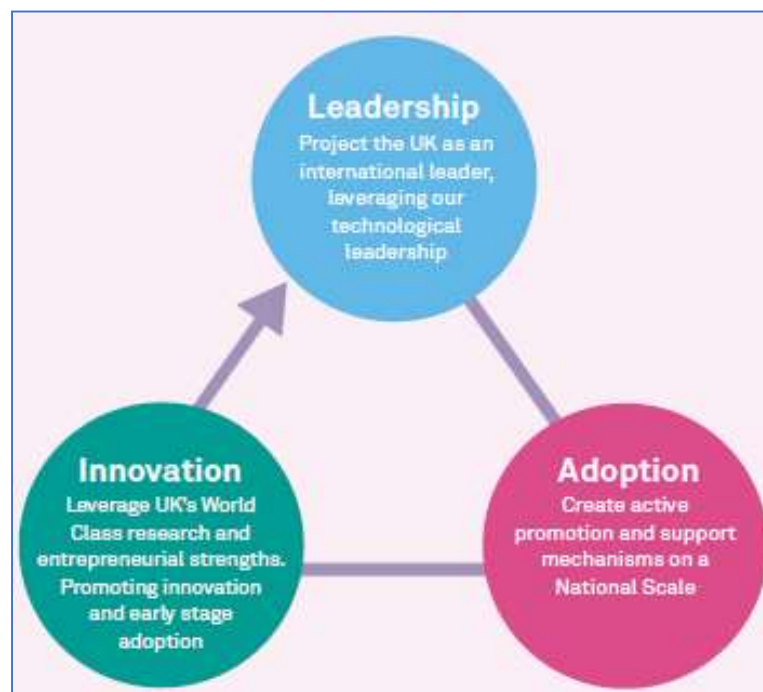 Leadership
Project the UK as an
international leader,
leveraging our
technological
leadership
Innovation
Leverage UK's World
Class research and
entrepreneurial strengths.
Promoting innovation
and early stage
adoption
Adoption
Create active
promotion and support
mechanisms on a
National Scale